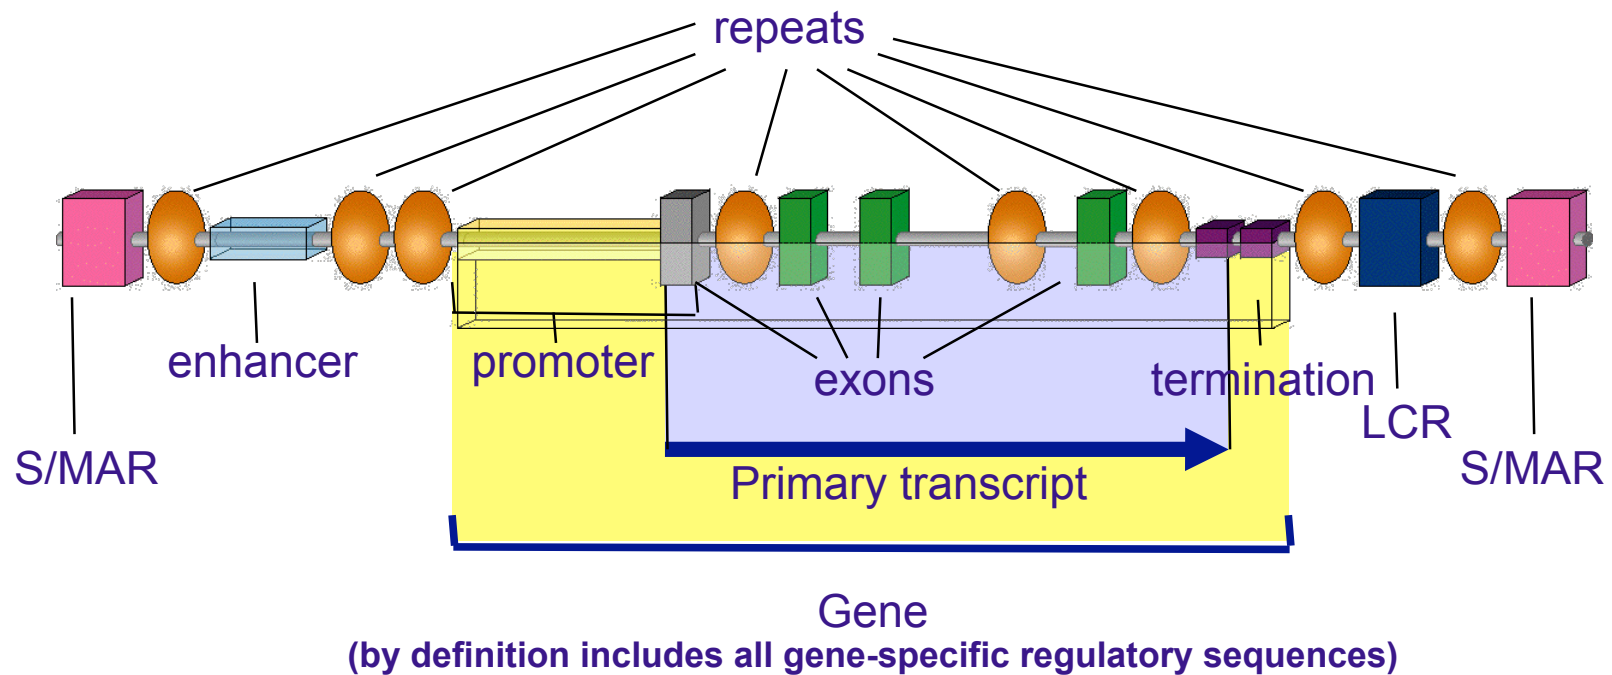 repeats
enhancer
promoter
exons
termination
LCR
S/MAR
S/MAR
Primary transcript
Gene
(by definition includes all gene-specific regulatory sequences)